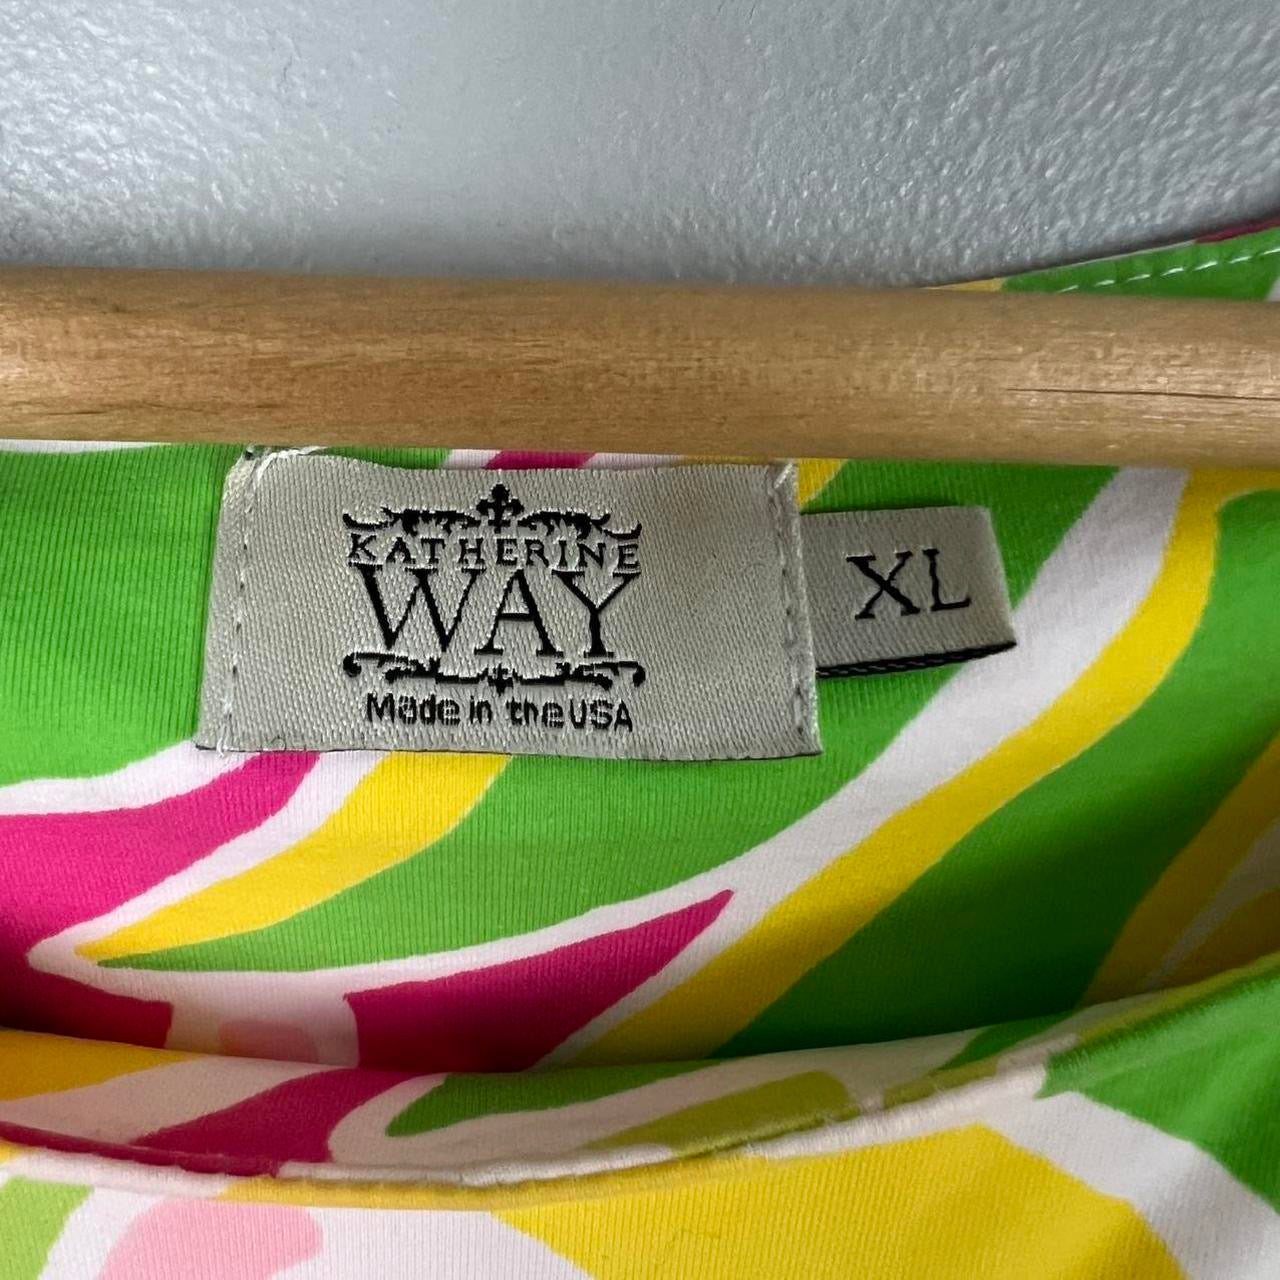 KATHERINE
WAY
Made in the USA
XL